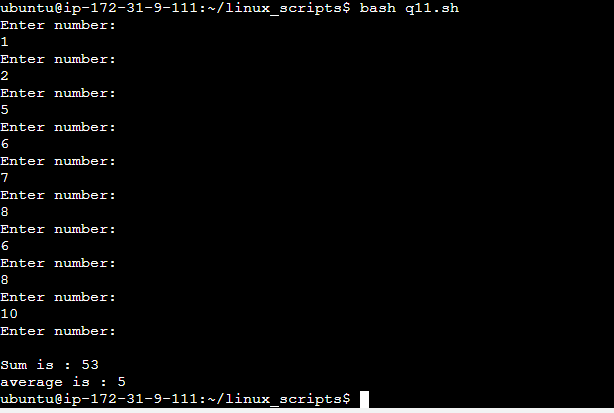 ubuntu@ip-172-31-9-111:~/linux_scripts$ bash q11.sh
Enter number:
1
Enter number:
2
Enter number:
5
Enter number:
6
Enter number:
7
Enter number:
8
Enter number:
6
Enter number:
8
Enter number:
10
Enter number:
Sum is : 53
average is : 5
ubuntu@ip-172-31-9-111:~/linux_scripts$